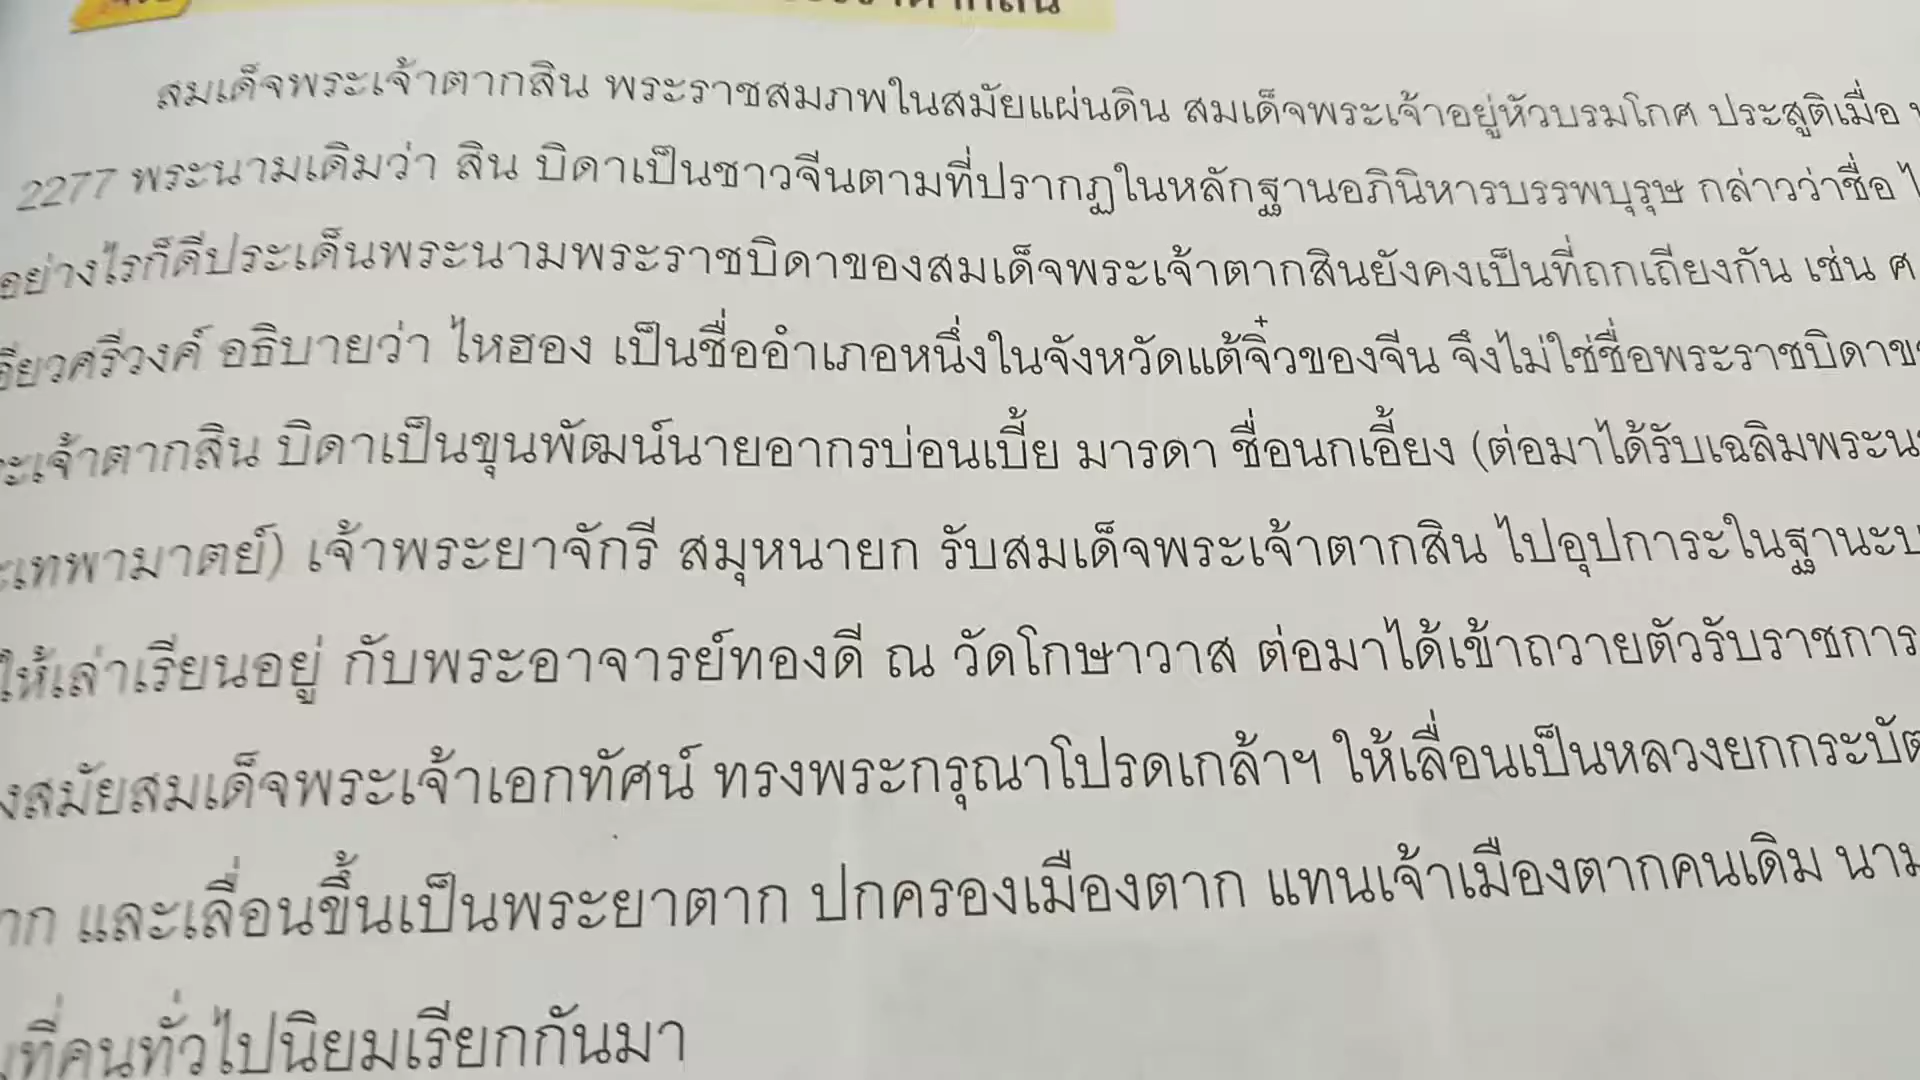 สมเด็จพระเจ้าตากสิน พระราชสมภพในสมัยแผ่นดิน สมเด็จพระเจ้าอยู่หัวบรมโกศ ประสูติเมื่อ
2277 พระนามเดิมว่า สิน บิดาเป็นชาวจีนตามที่ปรากฏในหลักฐานอภินิหารบรรพบุรุษ กล่าวว่าชื่อ
อย่างไรก็ดีประเด็นพระนามพระราชบิดาของสมเด็จพระเจ้าตากสินยังคงเป็นที่ถกเถียงกัน เช่น ศ
ศรีวงค์ อธิบายว่า ไหฮอง เป็นชื่ออำเภอหนึ่งในจังหวัดแต้จิ๋วของจีน จึงไม่ใช่ชื่อพระราชบิดา
ะเจ้าตากสิน บิดาเป็นขุนพัฒน์นายอากรบ่อนเบี้ย มารดา ชื่อนกเอี้ยง (ต่อมาได้รับเฉลิมพระน
ะเทพามาตย์) เจ้าพระยาจักรี สมุหนายก รับสมเด็จพระเจ้าตากสิน ไปอุปการะในฐานะบ
ให้เล่าเรียนอยู่ กับพระอาจารย์ทองดี ณ วัดโกษาวาส ต่อมาได้เข้าถวายตัวรับราชการ
งสมัยสมเด็จพระเจ้าเอกทัศน์ ทรงพระกรุณาโปรดเกล้าฯ ให้เลื่อนเป็นหลวงยกกระบัต
าก และเลื่อนขึ้นเป็นพระยาตาก ปกครองเมืองตาก แทนเจ้าเมืองตากคนเดิม นาม
ที่คนทั่วไปนิยมเรียกกันมา